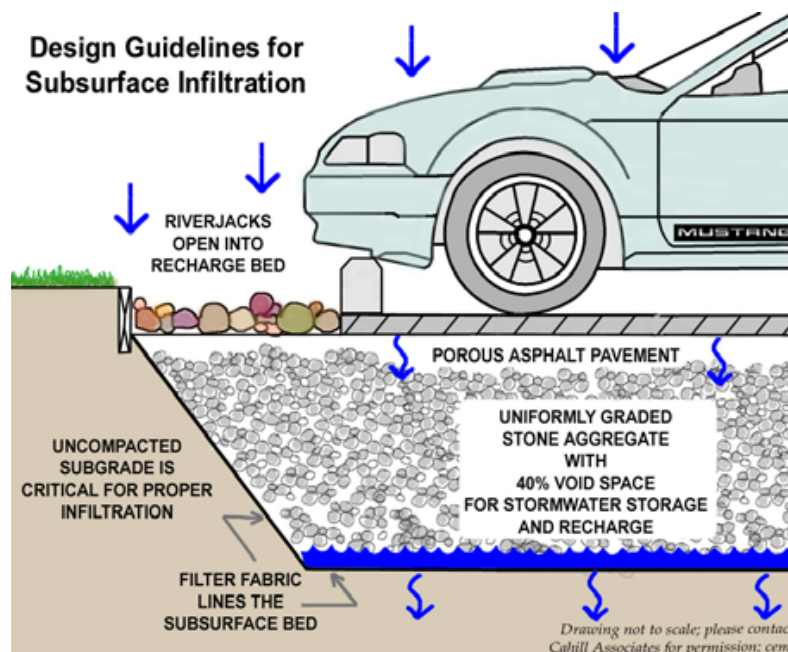 Design Guidelines for
Subsurface Infiltration
RIVERJACKS
OPEN INTO
RECHARGE BED
MUSTANG
POROUS ASPHALT PAVEMENT
UNIFORMLY GRADED
STONE AGGREGATE
WITH
40% VOID SPACE
FOR STORMWATER STORAGE
AND RECHARGE
UNCOMPACTED
SUBGRADE IS
CRITICAL FOR PROPER
INFILTRATION
FILTER FABRIC
LINES THE
SUBSURFACE BED
Drawing not to scale; please contac
Cahill Associates for permission; cem